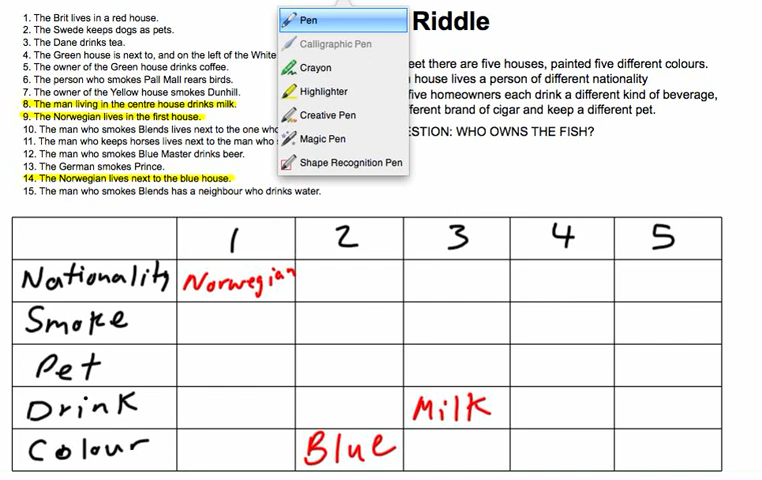 1. The Brit lives in a red house.
2. The Swede keeps dogs as pets.
3. The Dane drinks tea.
4. The Green house is next to, and on the left of the White
5. The owner of the Green house drinks coffee.
6. The person who smokes Pall Mall rears birds.
7. The owner of the Yellow house smokes Dunhill.
8. The man living in the centre house drinks milk.
9. The Norwegian lives in the first house.
10. The man who smokes Blends lives next to the one who
11. The man who keeps horses lives next to the man who
12. The man who smokes Blue Master drinks beer.
13. The German smokes Prince.
14. The Norwegian lives next to the blue house.
15. The man who smokes Blends has a neighbour who drinks water.
Pen
Calligraphic Pen
Crayon
Highlighter
Creative Pen
Magic Pen
Shape Recognition Pen
Riddle
eet there are five houses, painted five different colours.
house lives a person of different nationality
five homeowners each drink a different kind of beverage,
ferent brand of cigar and keep a different pet.
ESTION: WHO OWNS THE FISH?
1 2 3 4 5
Nationality Norwegian
Smoke
Pet
Drink Milk
Colour Blue